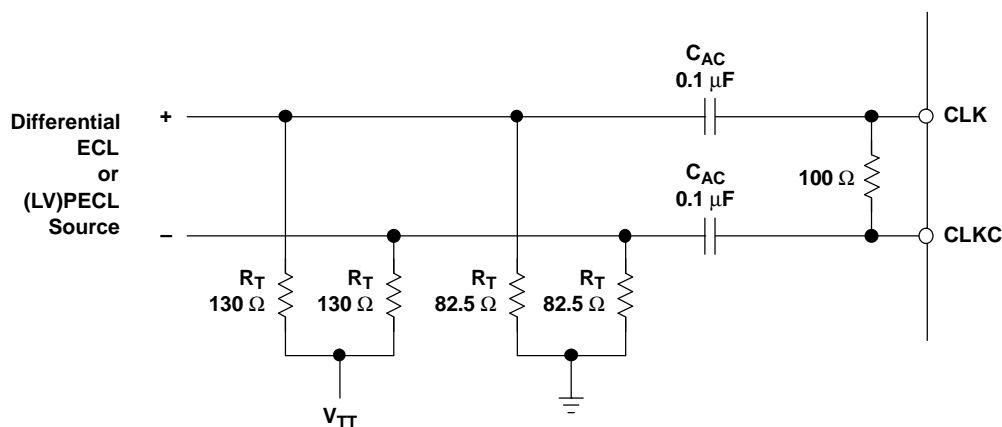 C_AC
0.1 μF
Differential
ECL
or
(LV)PECL
Source
+
CLK
100 Ω
C_AC
0.1 μF
–
CLKC
R_T
130 Ω
R_T
130 Ω
R_T
82.5 Ω
R_T
82.5 Ω
V_TT